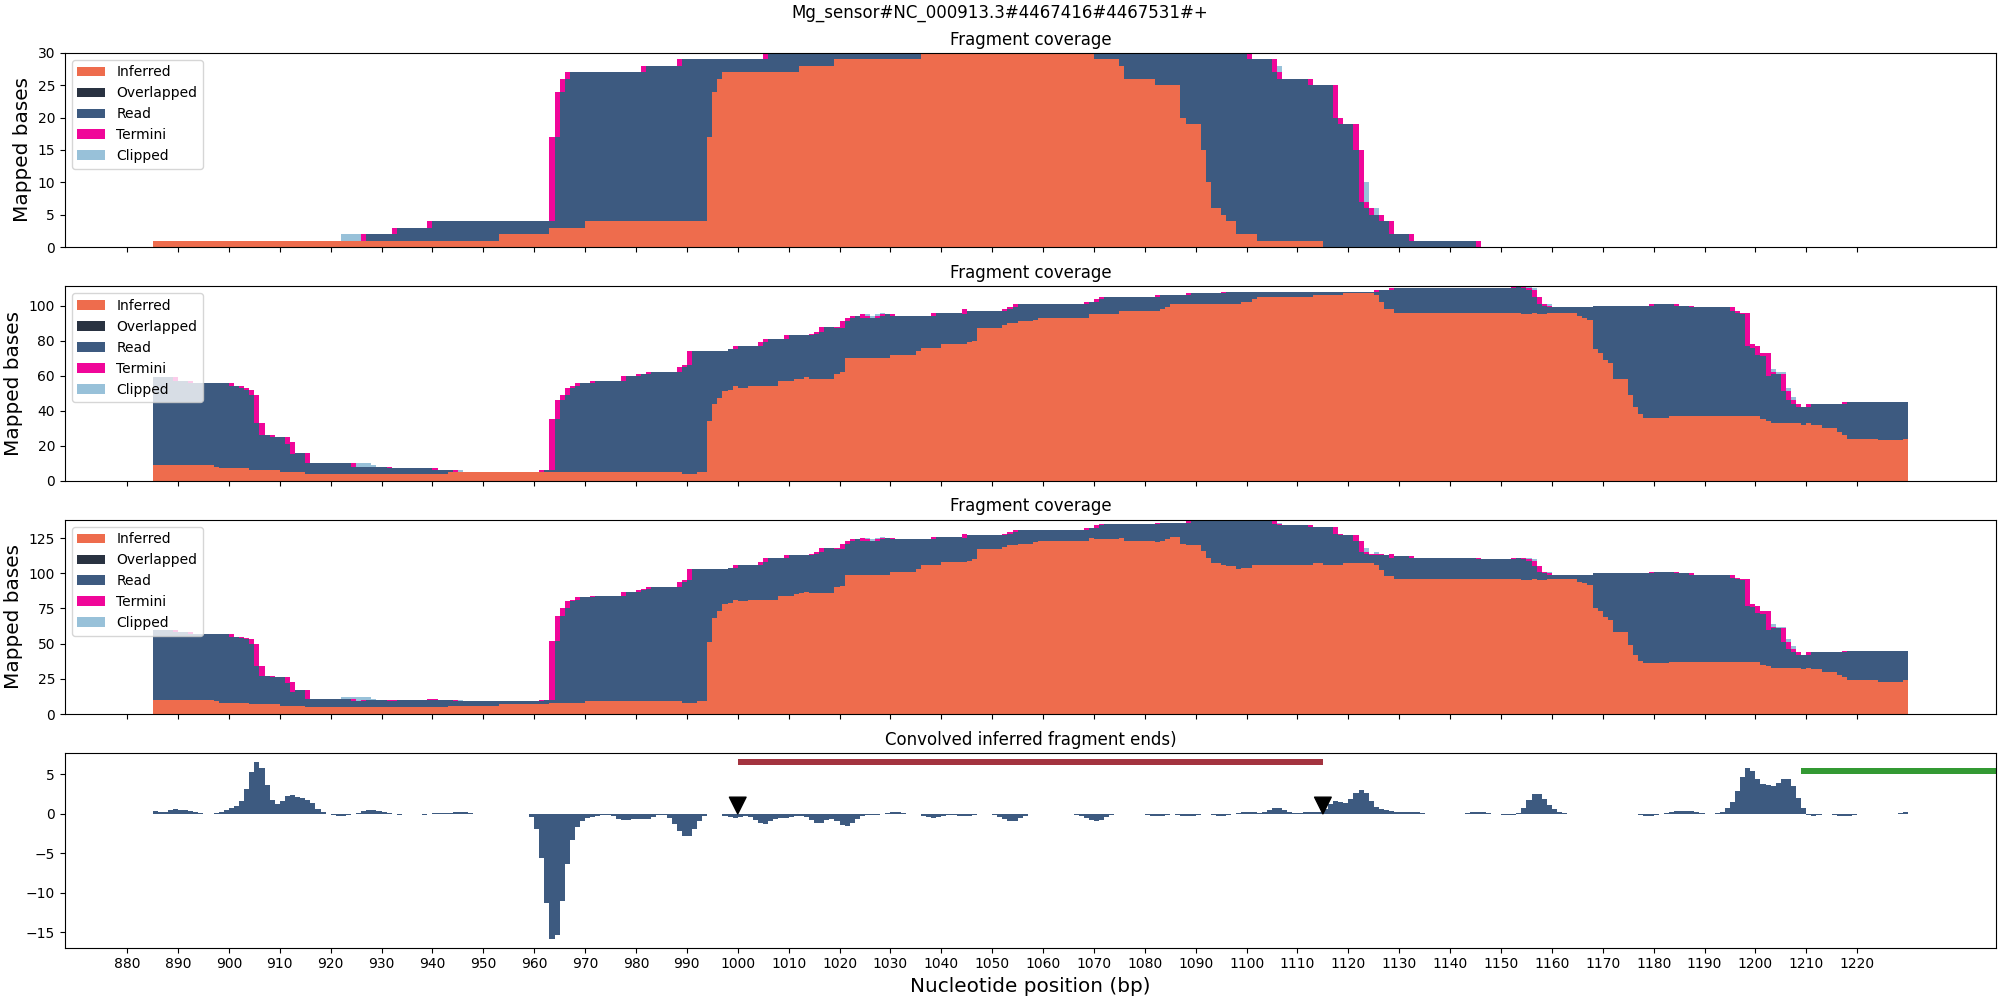 Mg_sensor#NC_000913.3#4467416#4467531#+
Fragment coverage
Mapped bases
30
25
20
15
10
5
0
Inferred
Overlapped
Read
Termini
Clipped
Fragment coverage
Mapped bases
100
80
60
40
20
0
Inferred
Overlapped
Read
Termini
Clipped
Fragment coverage
Mapped bases
125
100
75
50
25
0
Inferred
Overlapped
Read
Termini
Clipped
Convolved inferred fragment ends)
5
0
−5
−10
−15
880 890 900 910 920 930 940 950 960 970 980 990 1000 1010 1020 1030 1040 1050 1060 1070 1080 1090 1100 1110 1120 1130 1140 1150 1160 1170 1180 1190 1200 1210 1220
Nucleotide position (bp)